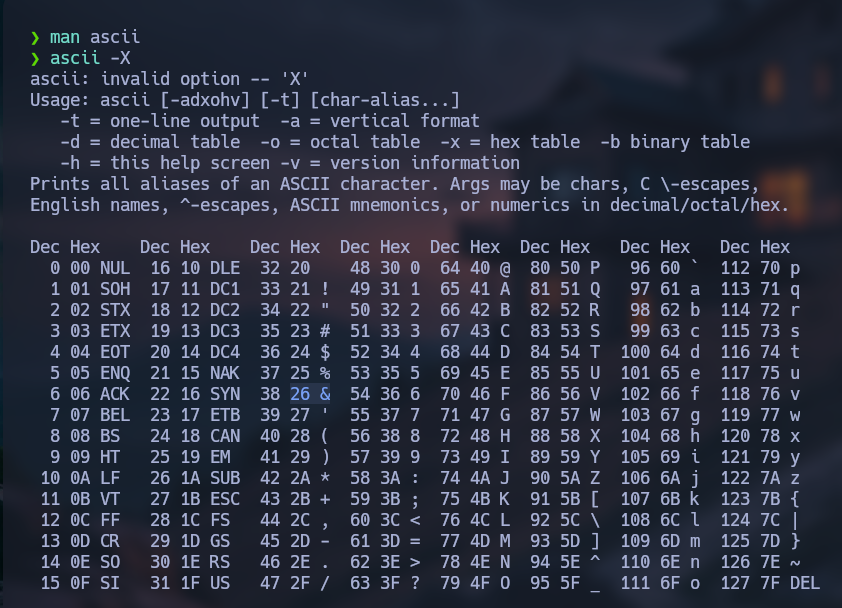 ❯ man ascii
❯ ascii -X
ascii: invalid option -- 'X'
Usage: ascii [-adxohv] [-t] [char-alias...]
   -t = one-line output  -a = vertical format
   -d = decimal table  -o = octal table  -x = hex table  -b binary table
   -h = this help screen -v = version information
Prints all aliases of an ASCII character. Args may be chars, C \-escapes,
English names, ^-escapes, ASCII mnemonics, or numerics in decimal/octal/hex.

Dec Hex    Dec Hex    Dec Hex  Dec Hex  Dec Hex  Dec Hex   Dec Hex   Dec Hex
  0 00 NUL  16 10 DLE  32 20    48 30 0  64 40 @  80 50 P   96 60 `  112 70 p
  1 01 SOH  17 11 DC1  33 21 !  49 31 1  65 41 A  81 51 Q   97 61 a  113 71 q
  2 02 STX  18 12 DC2  34 22 "  50 32 2  66 42 B  82 52 R   98 62 b  114 72 r
  3 03 ETX  19 13 DC3  35 23 #  51 33 3  67 43 C  83 53 S   99 63 c  115 73 s
  4 04 EOT  20 14 DC4  36 24 $  52 34 4  68 44 D  84 54 T  100 64 d  116 74 t
  5 05 ENQ  21 15 NAK  37 25 %  53 35 5  69 45 E  85 55 U  101 65 e  117 75 u
  6 06 ACK  22 16 SYN  38 26 &  54 36 6  70 46 F  86 56 V  102 66 f  118 76 v
  7 07 BEL  23 17 ETB  39 27 '  55 37 7  71 47 G  87 57 W  103 67 g  119 77 w
  8 08 BS   24 18 CAN  40 28 (  56 38 8  72 48 H  88 58 X  104 68 h  120 78 x
  9 09 HT   25 19 EM   41 29 )  57 39 9  73 49 I  89 59 Y  105 69 i  121 79 y
 10 0A LF   26 1A SUB  42 2A *  58 3A :  74 4A J  90 5A Z  106 6A j  122 7A z
 11 0B VT   27 1B ESC  43 2B +  59 3B ;  75 4B K  91 5B [  107 6B k  123 7B {
 12 0C FF   28 1C FS   44 2C ,  60 3C <  76 4C L  92 5C \  108 6C l  124 7C |
 13 0D CR   29 1D GS   45 2D -  61 3D =  77 4D M  93 5D ]  109 6D m  125 7D }
 14 0E SO   30 1E RS   46 2E .  62 3E >  78 4E N  94 5E ^  110 6E n  126 7E ~
 15 0F SI   31 1F US   47 2F /  63 3F ?  79 4F O  95 5F _  111 6F o  127 7F DEL